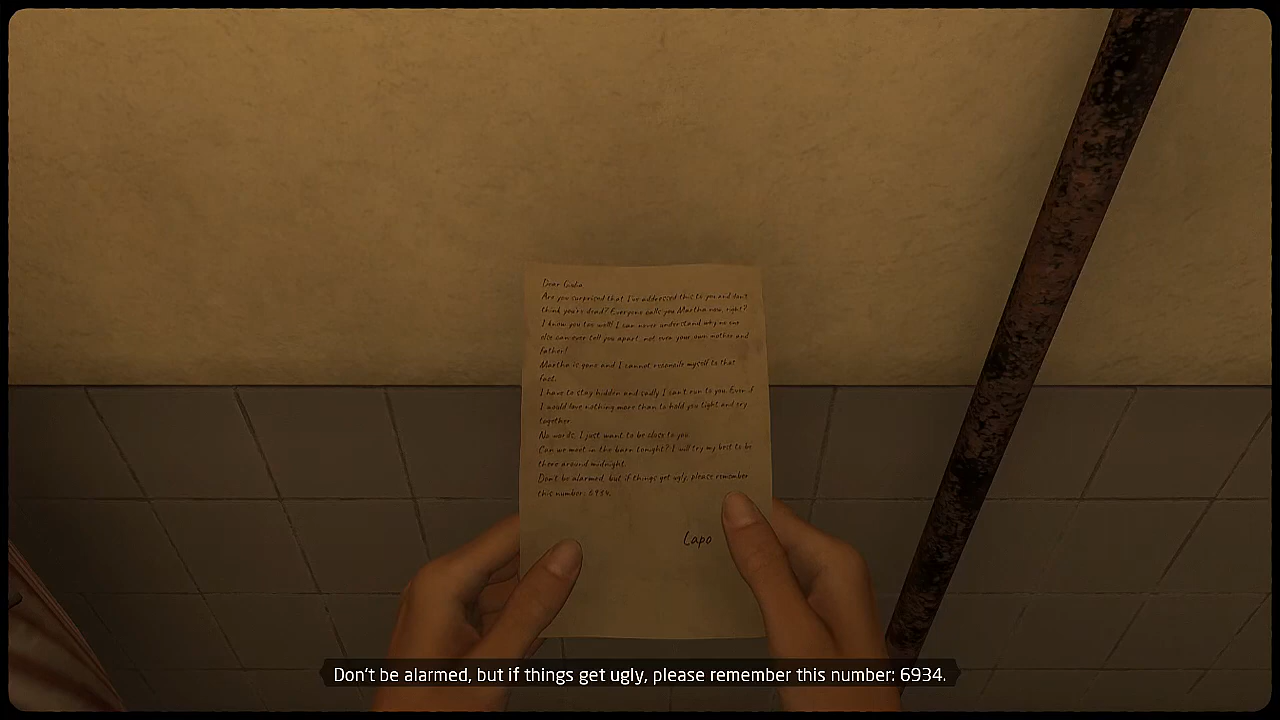 Dear Giulia
Are you surprised that I've addressed this to you and don't
think you're dead? Everyone calls you Martha now, right?
I know you too well! I can never understand why no one
else can ever tell you apart, not even your own mother and
father!
Martha is gone and I cannot reconcile myself to that
fact.
I have to stay hidden and sadly I can't run to you. Even if
I would love nothing more than to hold you tight and cry
together.
No words, I just want to be close to you
Can we meet in the barn tonight? I will try my best to be
there around midnight.
Don't be alarmed, but if things get ugly, please remember
this number: 6934.
Lapo
Don't be alarmed, but if things get ugly, please remember this number: 6934.